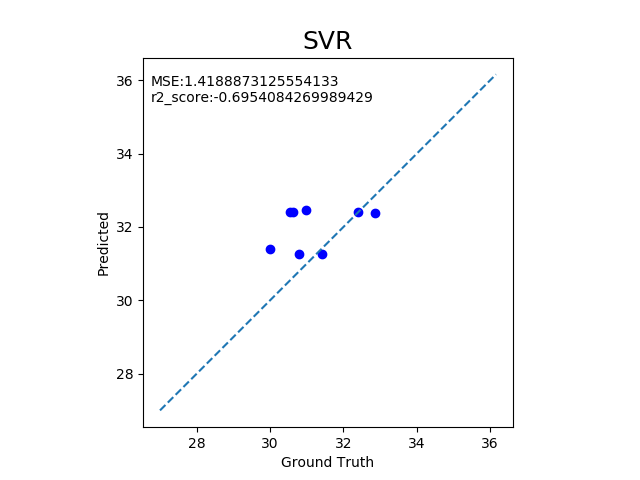 SVR
MSE:1.4188873125554133
r2_score:-0.6954084269989429
36
34
32
30
28
Predicted
28 30 32 34 36
Ground Truth